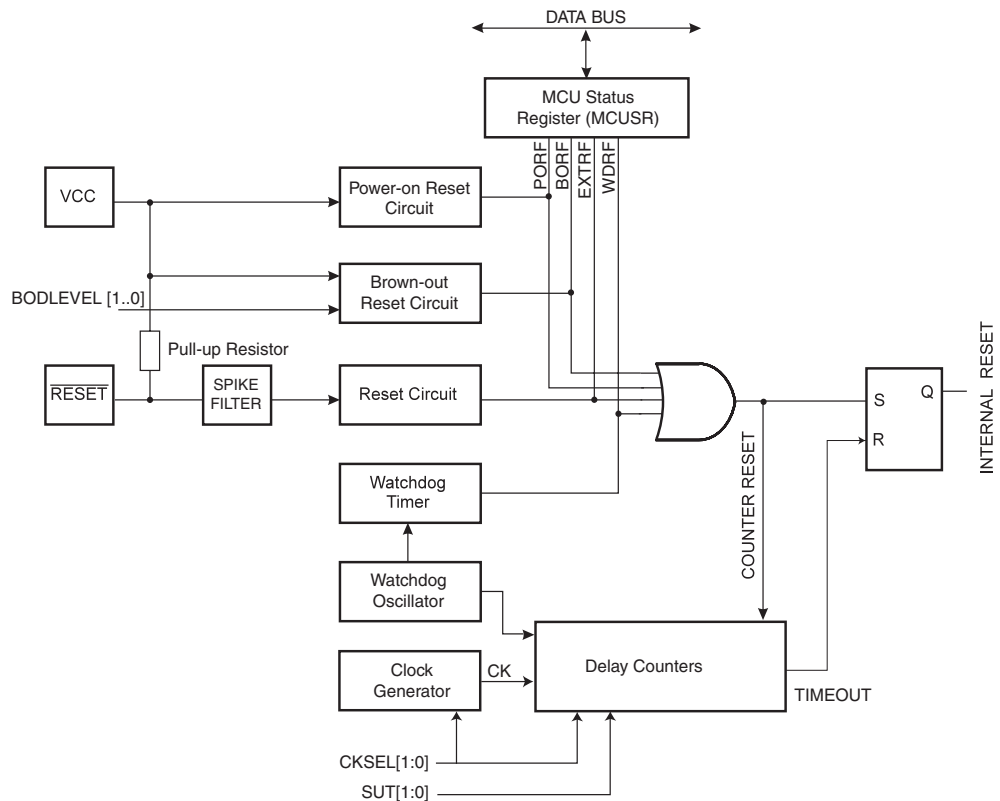 DATA BUS
MCU Status
Register (MCUSR)
PORF
BORF
EXTRF
WDRF
VCC
Power-on Reset
Circuit
Brown-out
Reset Circuit
BODLEVEL [1..0]
Pull-up Resistor
RESET
SPIKE
FILTER
Reset Circuit
S
Q
R
INTERNAL RESET
COUNTER RESET
Watchdog
Timer
Watchdog
Oscillator
Clock
Generator
CK
Delay Counters
TIMEOUT
CKSEL[1:0]
SUT[1:0]